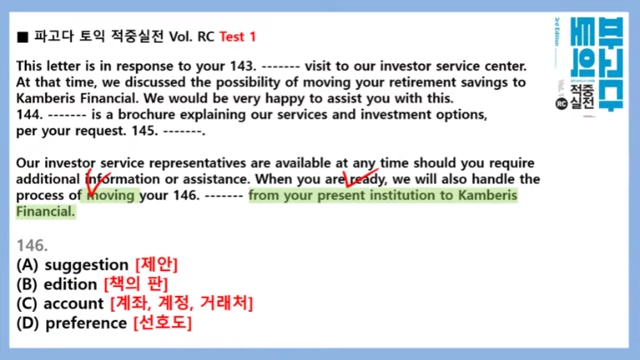 ■ 파고다 토익 적중실전 Vol. RC Test 1
This letter is in response to your 143. ------- visit to our investor service center.
At that time, we discussed the possibility of moving your retirement savings to
Kamberis Financial. We would be very happy to assist you with this.
144. ------- is a brochure explaining our services and investment options,
per your request. 145. -------.
Our investor service representatives are available at any time should you require
additional information or assistance. When you are ready, we will also handle the
process of moving your 146. ------- from your present institution to Kamberis
Financial.
146.
(A) suggestion [제안]
(B) edition [책의 판]
(C) account [계좌, 계정, 거래처]
(D) preference [선호도]
3rd Edition
파고다
토익
적중
실전
RC